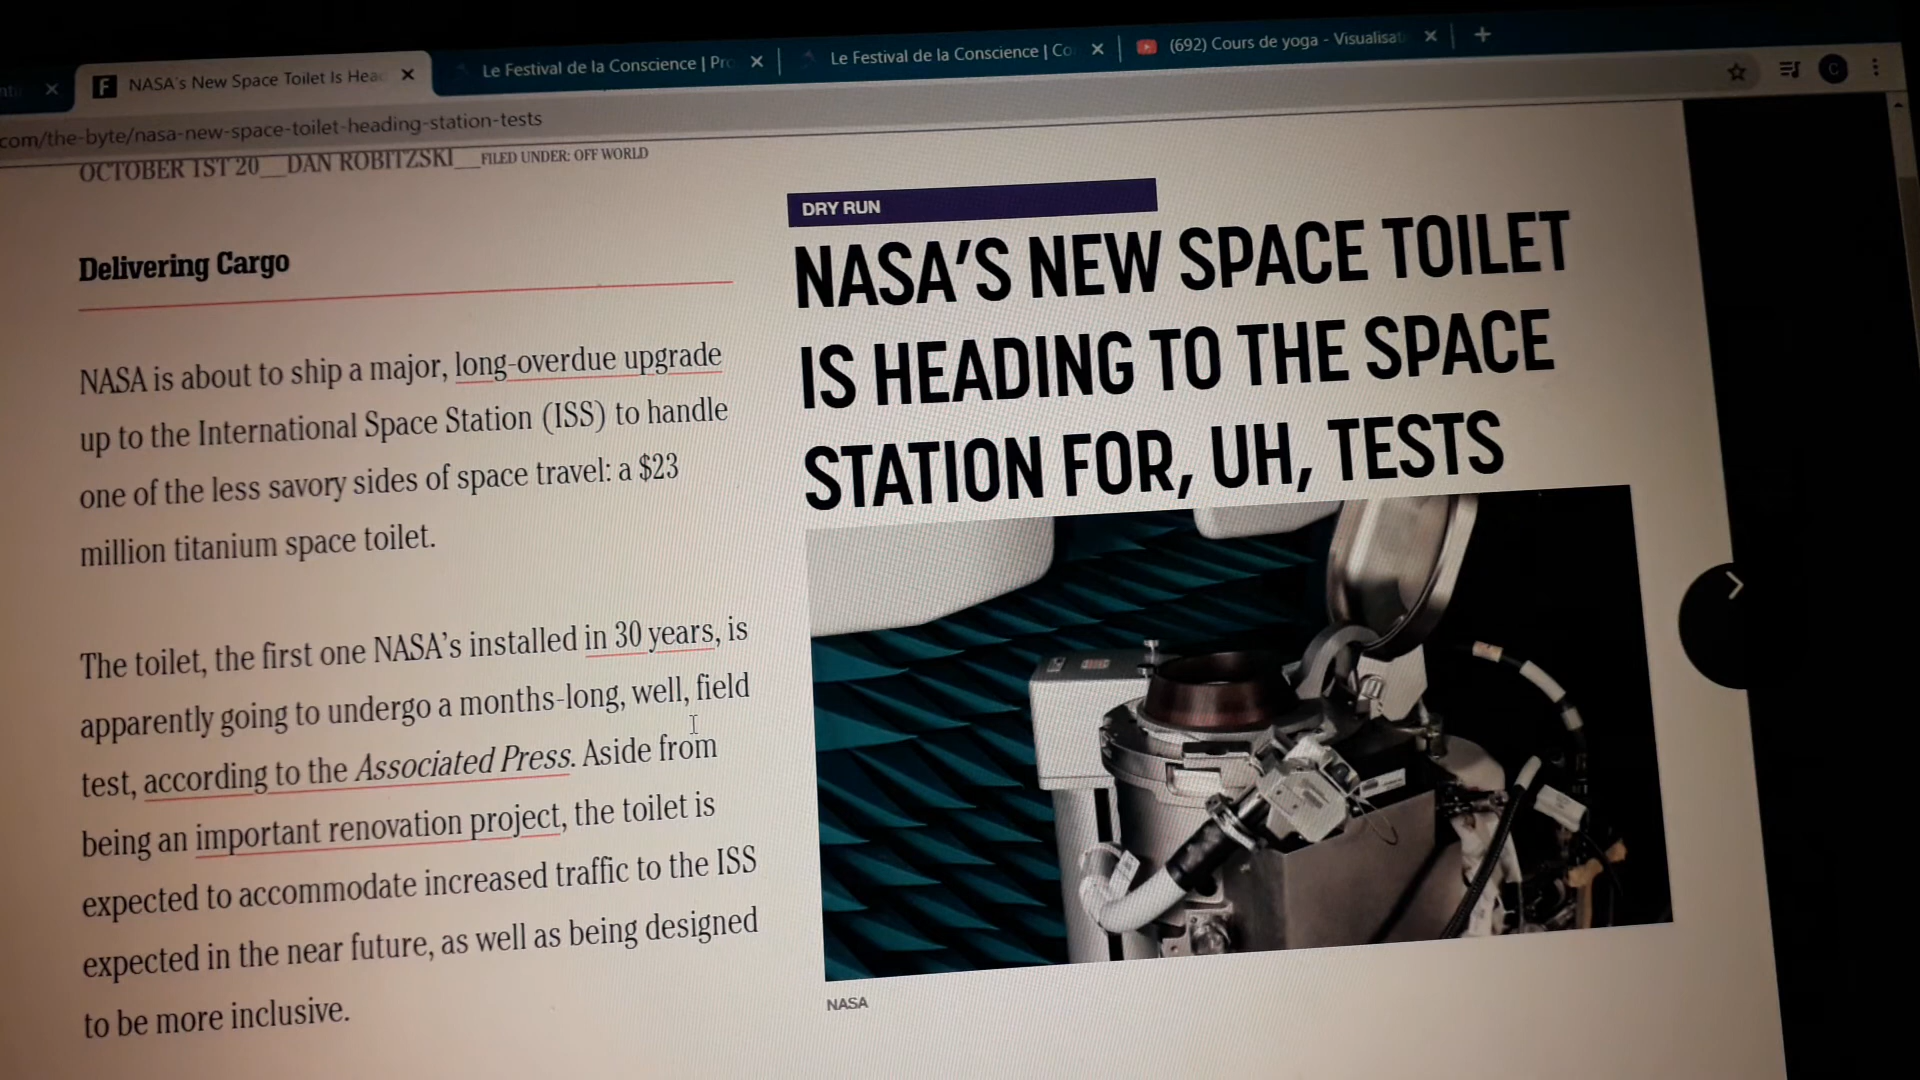 NASA's New Space Toilet Is Hea
Le Festival de la Conscience | Pro
Le Festival de la Conscience | Co
(692) Cours de yoga - Visualisat
C
com/the-byte/nasa-new-space-toilet-heading-station-tests
OCTOBER 1ST 20__DAN ROBITZSKI__FILED UNDER: OFF WORLD
Delivering Cargo
NASA is about to ship a major, long-overdue upgrade
up to the International Space Station (ISS) to handle
one of the less savory sides of space travel: a $23
million titanium space toilet.
The toilet, the first one NASA's installed in 30 years, is
apparently going to undergo a months-long, well, field
test, according to the Associated Press. Aside from
being an important renovation project, the toilet is
expected to accommodate increased traffic to the ISS
expected in the near future, as well as being designed
to be more inclusive.
DRY RUN
NASA'S NEW SPACE TOILET
IS HEADING TO THE SPACE
STATION FOR, UH, TESTS
NASA